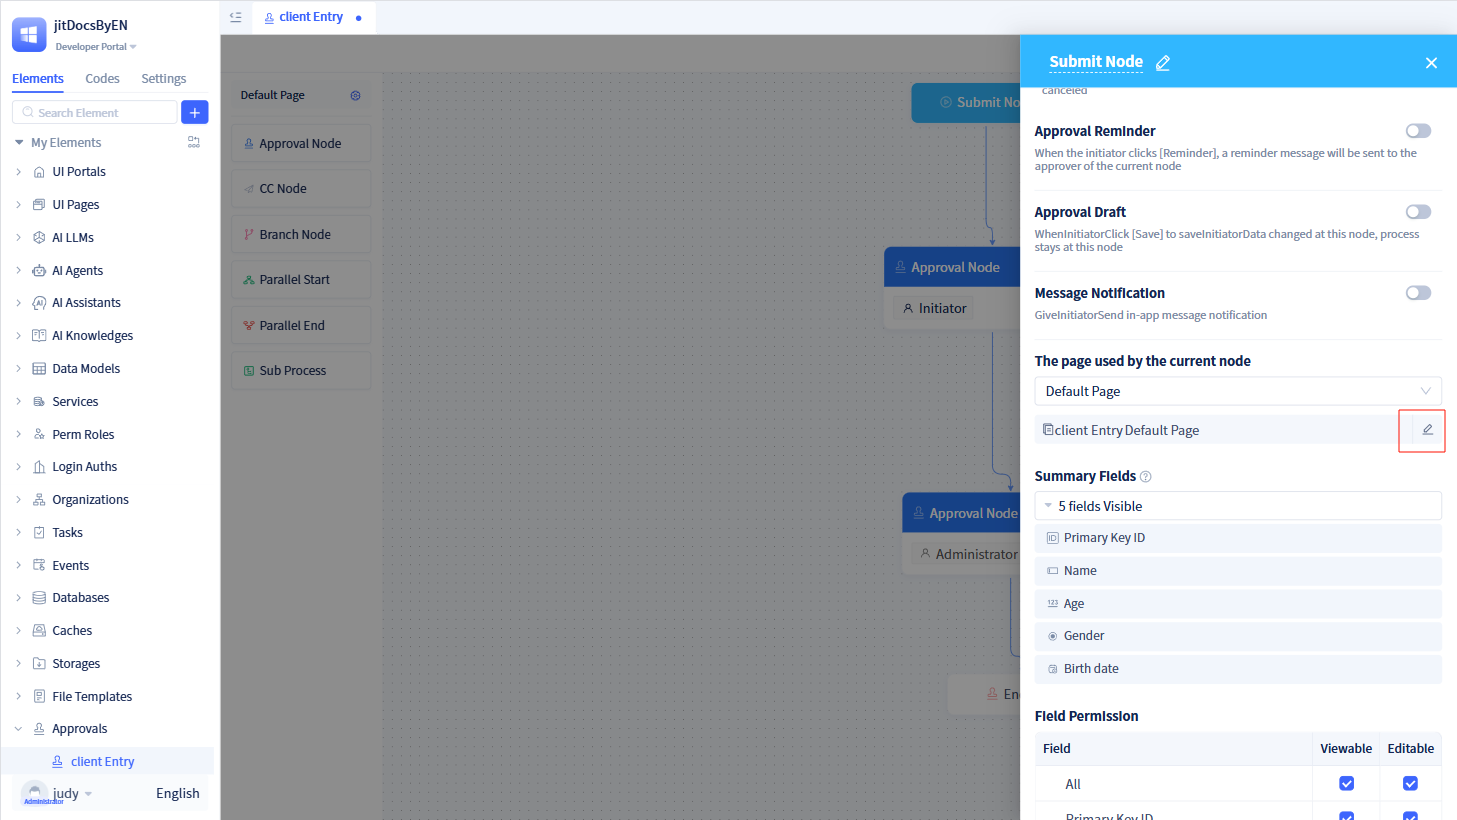 jitDocsByEN
Developer Portal
Elements
Codes
Settings
Search Element
My Elements
UI Portals
UI Pages
AI LLMs
AI Agents
AI Assistants
AI Knowledges
Data Models
Services
Perm Roles
Login Auths
Organizations
Tasks
Events
Databases
Caches
Storages
File Templates
Approvals
client Entry
judy
Administrator
English
client Entry
Default Page
Approval Node
CC Node
Branch Node
Parallel Start
Parallel End
Sub Process
Submit No
Approval Node
Initiator
Approval Node
Administrator
En
Submit Node
canceled
Approval Reminder
When the initiator clicks [Reminder], a reminder message will be sent to the
approver of the current node
Approval Draft
WhenInitiatorClick [Save] to saveInitiatorData changed at this node, process
stays at this node
Message Notification
GiveInitiatorSend in-app message notification
The page used by the current node
Default Page
client Entry Default Page
Summary Fields
5 fields Visible
Primary Key ID
Name
Age
Gender
Birth date
Field Permission
Field Viewable Editable
All
Primary Key ID